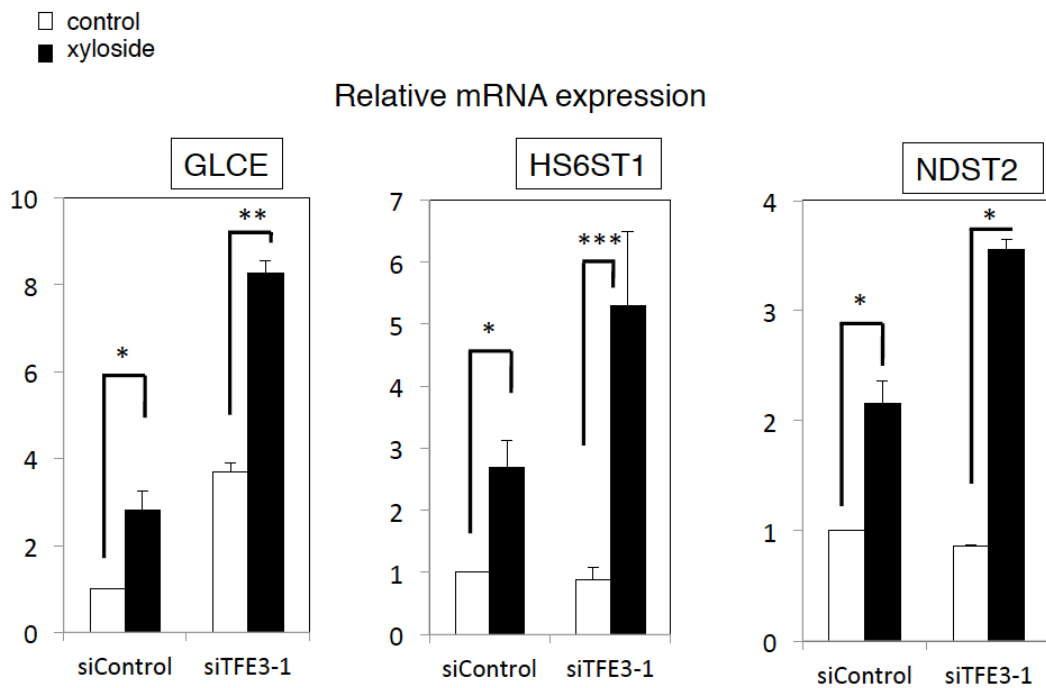 control
xyloside
Relative mRNA expression
GLCE
10
8
6
4
2
0
*
**
siControl siTFE3-1
HS6ST1
7
6
5
4
3
2
1
0
*
***
siControl siTFE3-1
NDST2
4
3
2
1
0
*
*
siControl siTFE3-1